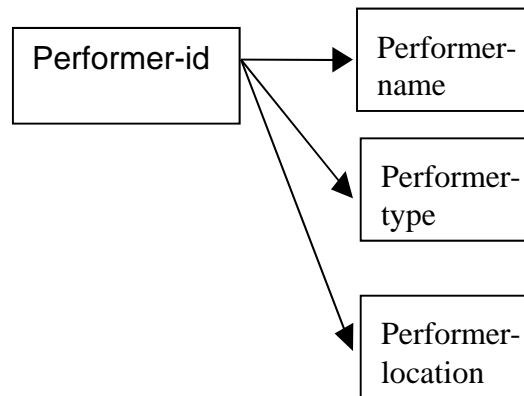 Performer-id
Performer-
name
Performer-
type
Performer-
location